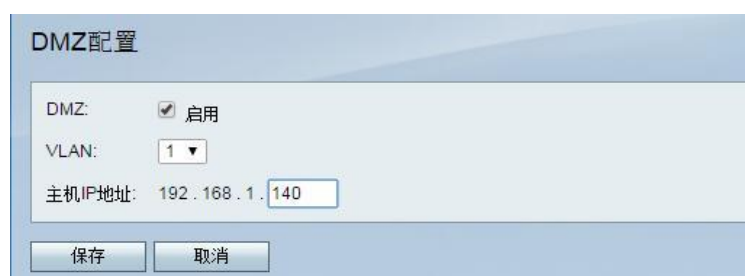 DMZ配置
DMZ: 启用
VLAN: 1
主机IP地址: 192 . 168 . 1 . 140
保存 取消